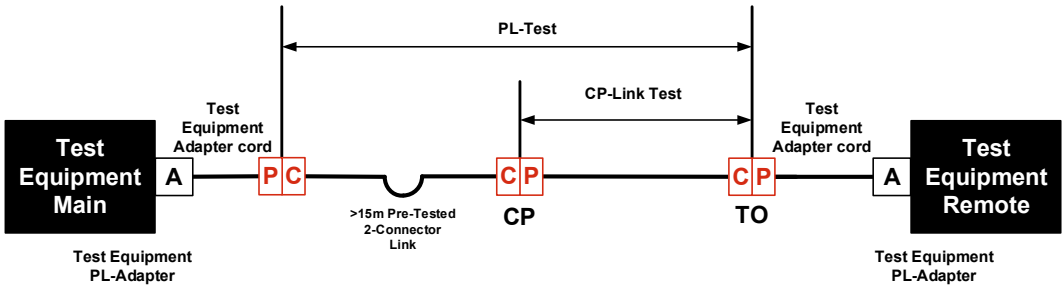 PL-Test
CP-Link Test
Test
Equipment
Adapter cord
Test
Equipment
Adapter cord
Test
Equipment
Main
A
P C
C P
C P
A
Test
Equipment
Remote
>15m Pre-Tested
2-Connector
Link
CP
TO
Test Equipment
PL-Adapter
Test Equipment
PL-Adapter